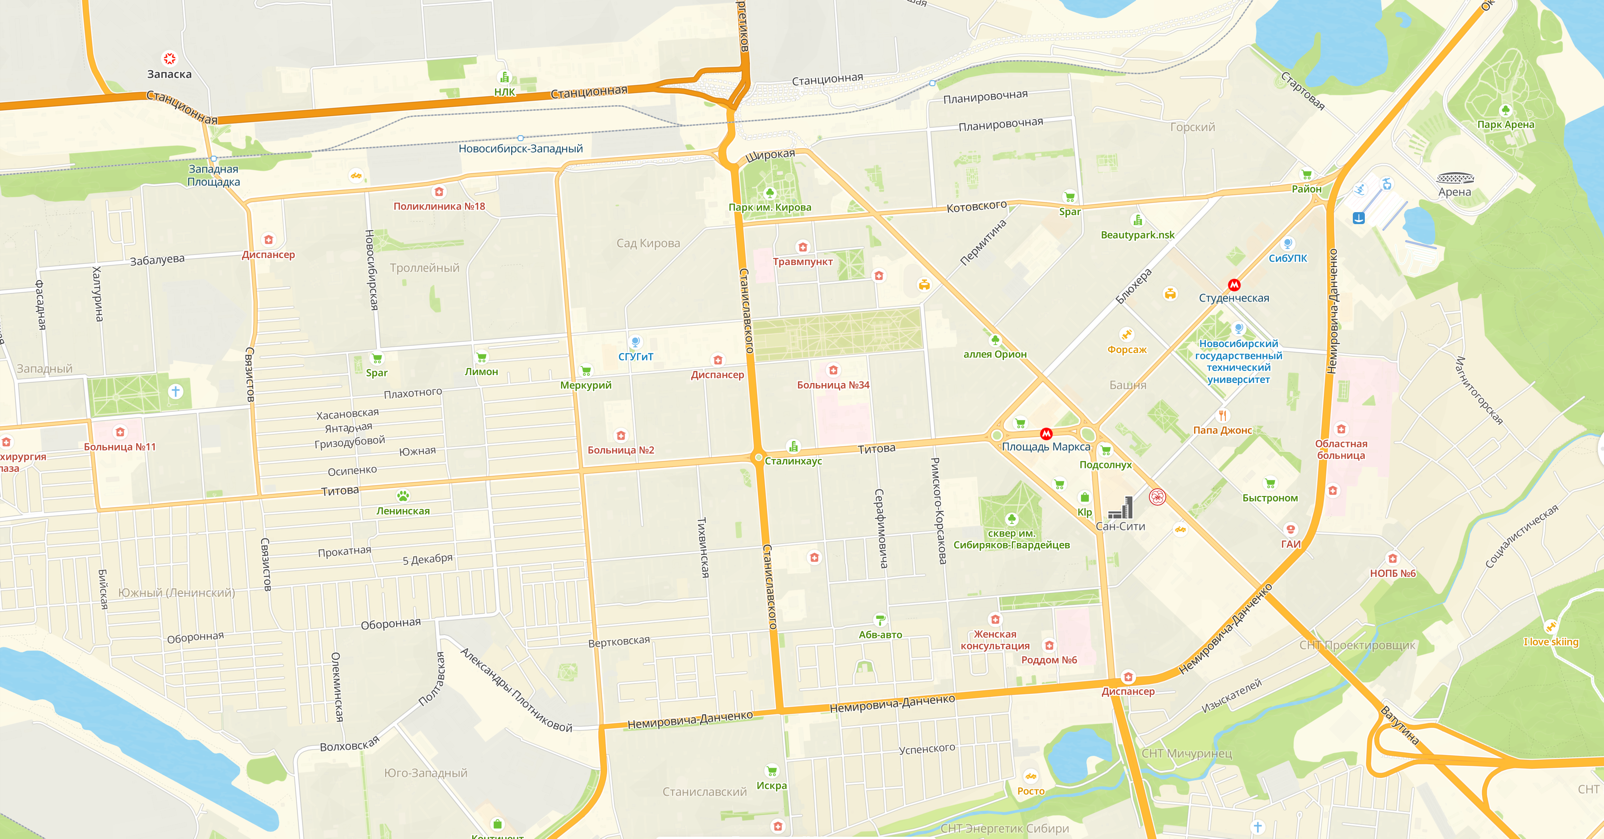 Запаска
Станционная
НЛК
Станционная
Станционная
Новосибирск-Западный
Западная
Площадка
Поликлиника №18
Диспансер
Забалуева
Халтурина
Фасадная
Новосибирская
Троллейный
Связистов
Западный
Широкая
Парк им. Кирова
Сад Кирова
Травмпункт
Станиславского
Планировочная
Планировочная
Горский
Стартовая
Парк Арена
Арена
Район
Котовского
Spar
Beautypark.nsk
Пермитина
СибУПК
Студенческая
Блюхера
Немировича-Данченко
Новосибирский
государственный
технический
университет
Форсаж
аллея Орион
Башня
Магнитогорская
СГУГиТ
Диспансер
Меркурий
Лимон
Spar
Плахотного
Хасановская
Янтарная
Гризодубовой
Южная
Осипенко
Титова
Больница №11
хирургия
лаза
Больница №2
Больница №34
Сталинхаус
Титова
Площадь Маркса
Подсолнух
Папа Джонс
Областная
больница
Быстроном
Klp
Сан-Сити
сквер им.
Сибиряков-Гвардейцев
ГАИ
НОПБ №6
Социалистическая
Ленинская
Прокатная
5 Декабря
Связистов
Бийская
Южный (Ленинский)
Тихвинская
Серафимовича
Римского-Корсакова
Станиславского
Оборонная
Оборонная
Вертковская
Абв-авто
Женская
консультация
Роддом №6
Диспансер
Немировича-Данченко
СНТ Проектировщик
I love skiing
Изыскателей
Олекминская
Полтавская
Александры Плотниковой
Волховская
Немировича-Данченко
Немировича-Данченко
Успенского
СНТ Мичуринец
Ватутина
Юго-Западный
Станиславский
Искра
Росто
СНТ Энергетик Сибири
СНТ
Континент